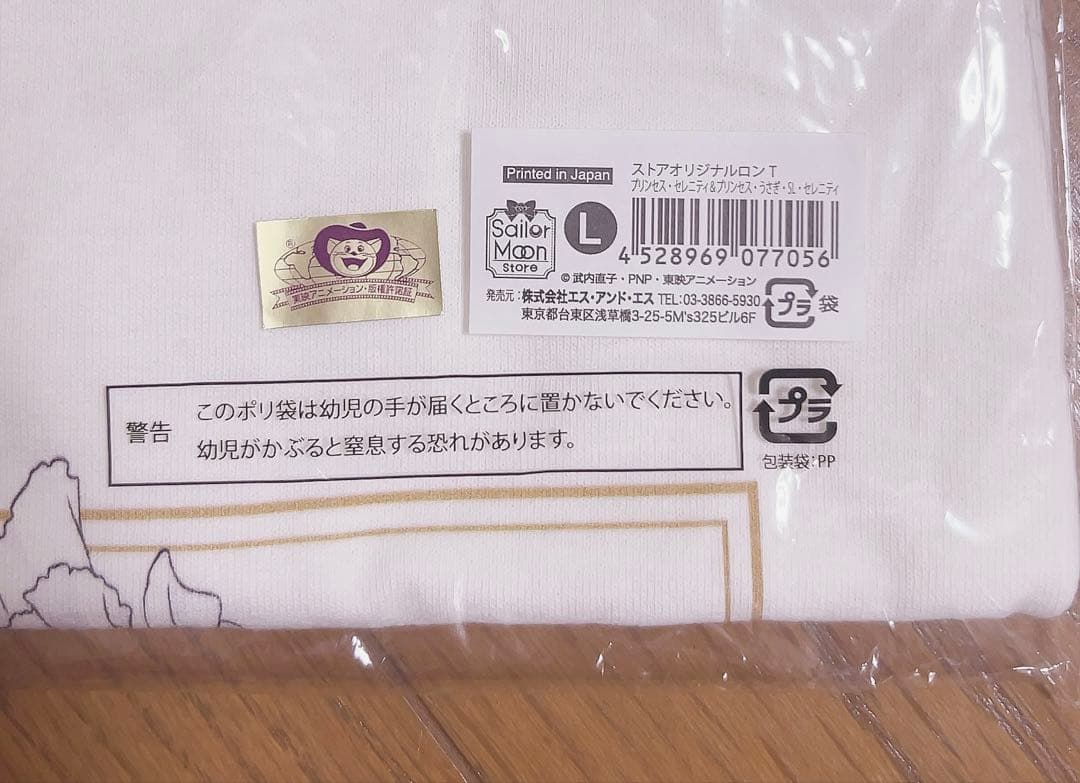 Printed in Japan
ストアオリジナルロンT
プリンセス・セレニティ&プリンセス・うさぎ・SL・セレニティ
Sailor
Moon
Store
L
4 528969 077056
© 武内直子・PNP・東映アニメーション
発売元: 株式会社エス・アンド・エス TEL:03-3866-5930
東京都台東区浅草橋3-25-5M's325ビル6F
プラ 袋
®
東映アニメーション・版権許諾証
警告
このポリ袋は幼児の手が届くところに置かないでください。
幼児がかぶると窒息する恐れがあります。
プラ
包装袋:PP